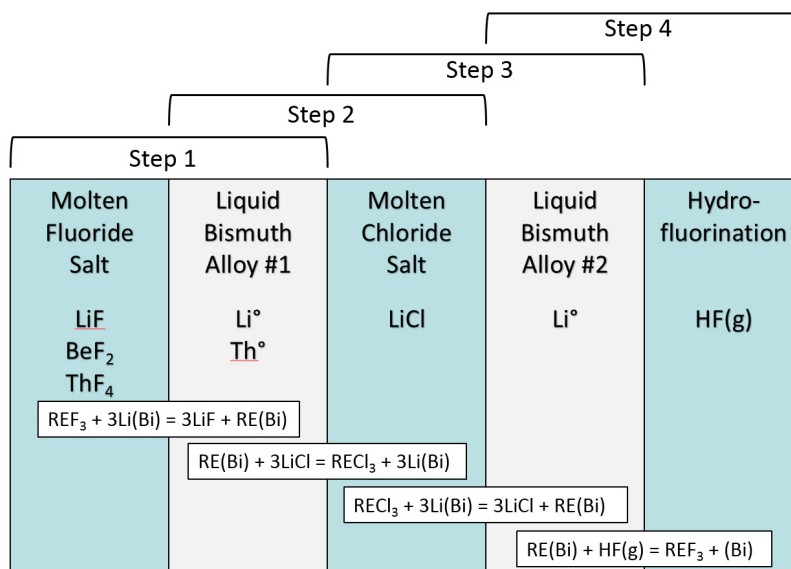 Step 4
Step 3
Step 2
Step 1
Molten
Fluoride
Salt
LiF
BeF₂
ThF₄
Liquid
Bismuth
Alloy #1
Li°
Th°
Molten
Chloride
Salt
LiCl
Liquid
Bismuth
Alloy #2
Li°
Hydro-
fluorination
HF(g)
REF₃ + 3Li(Bi) = 3LiF + RE(Bi)
RE(Bi) + 3LiCl = RECl₃ + 3Li(Bi)
RECl₃ + 3Li(Bi) = 3LiCl + RE(Bi)
RE(Bi) + HF(g) = REF₃ + (Bi)